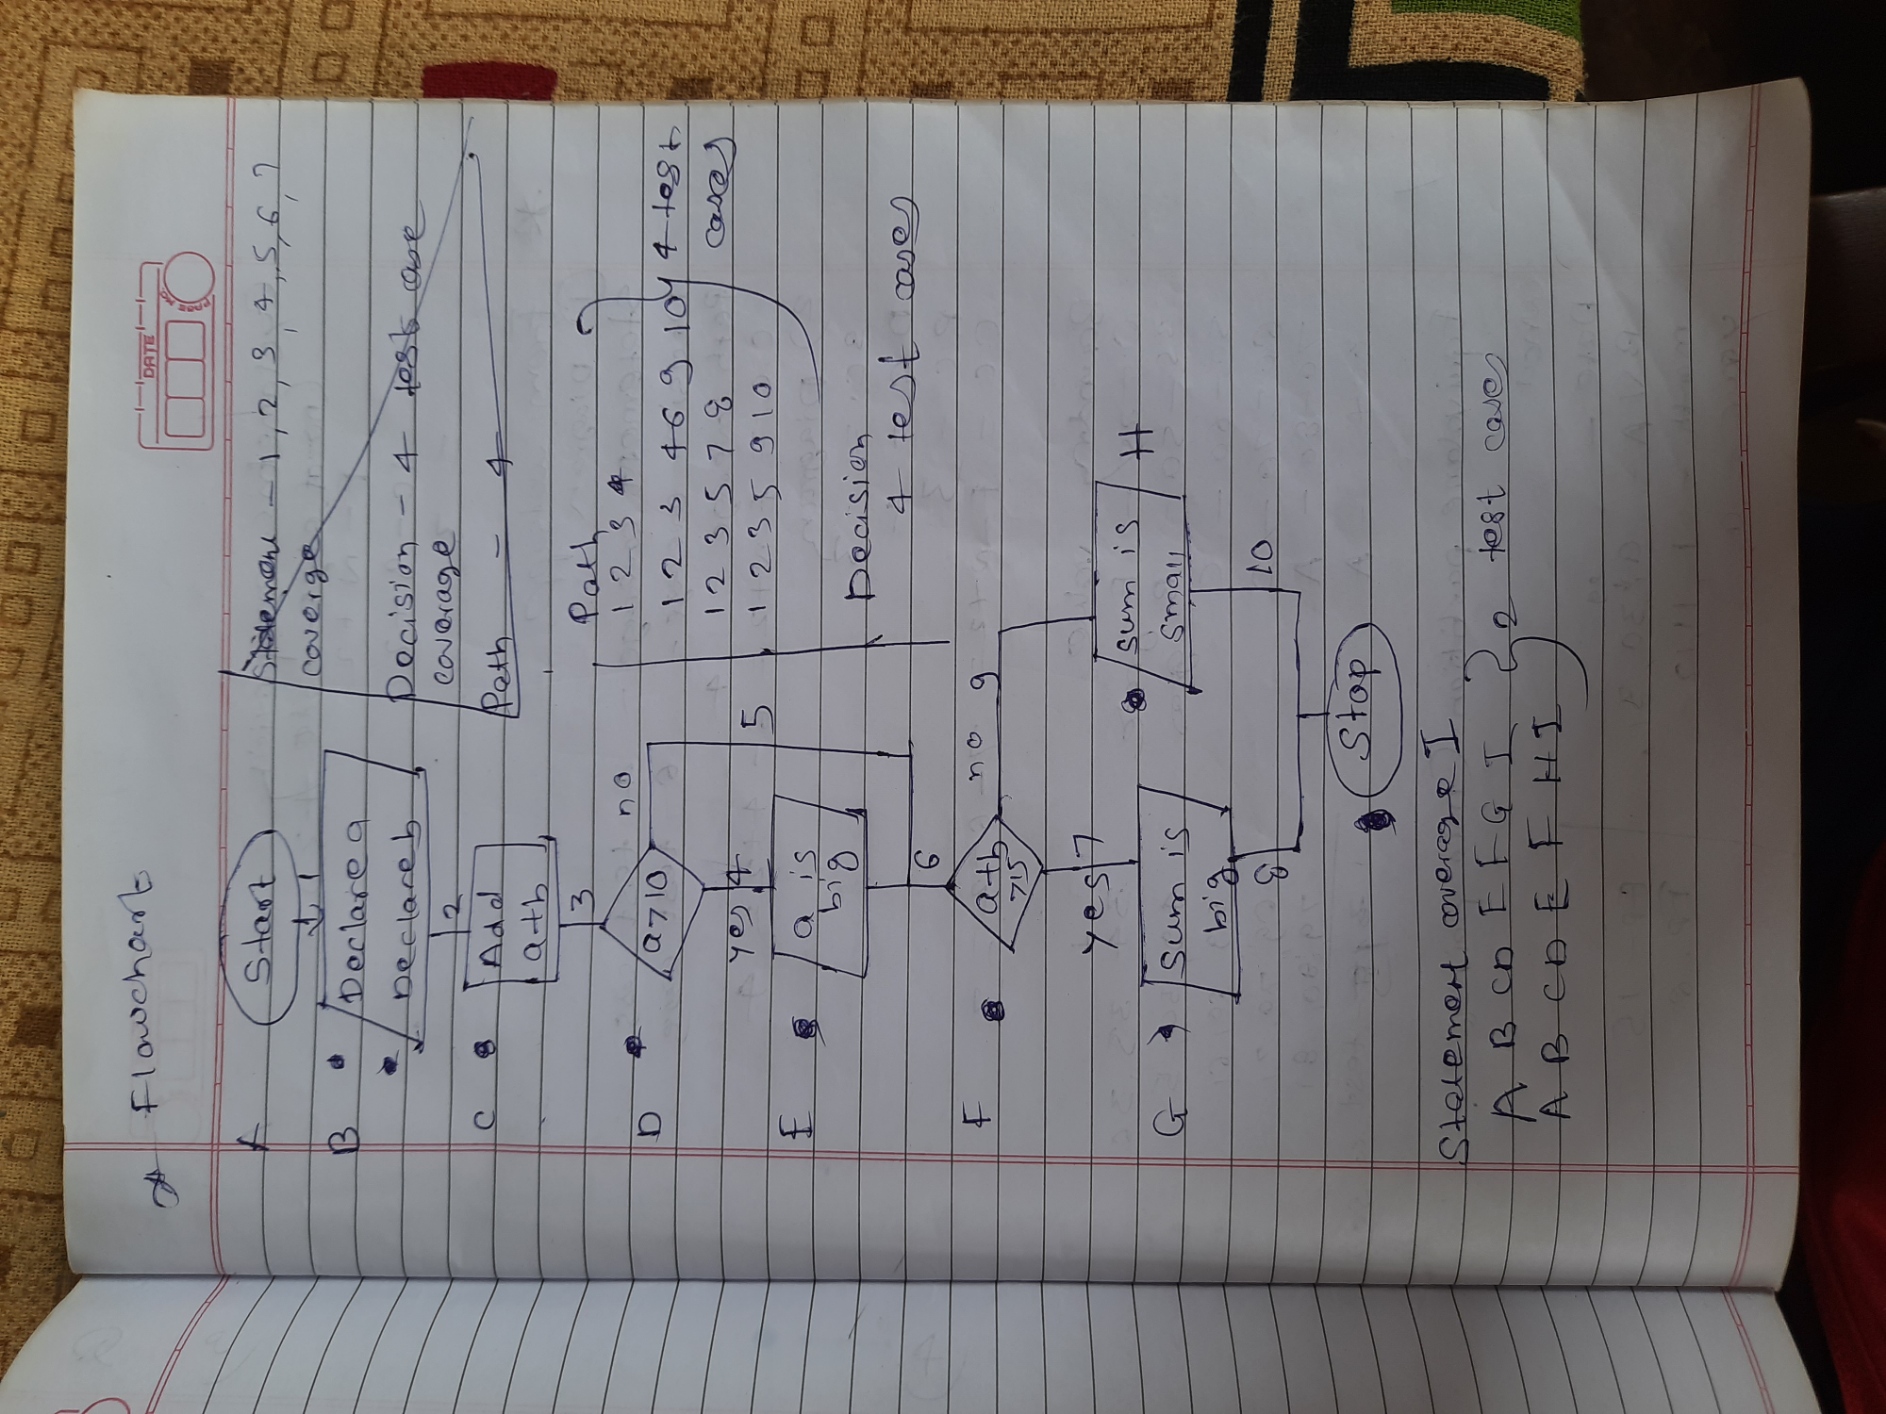 Flowchart
DATE
PAGE NO.
A
Start
1
B
Declare a
Declare b
2
C
Add
a+b
3
D
a>10
no
yes 4
5
E
a is
big
6
F
a+b
>15
no 9
yes 7
G
Sum is
big
sum is
small
H
8
10
Stop
Statement - 1, 2, 3, 4, 5, 6, 7
coverge
Decision - 4 test case
coverage
Path - 4
Path
1 2 3 4
1 2 3 4 6 9 10
1 2 3 5 7 8
1 2 3 5 9 10
4 test
cases
Decision
4 test cases
Statement coverage I
A B C D E F G I
A B C D E F H I
2 test cases